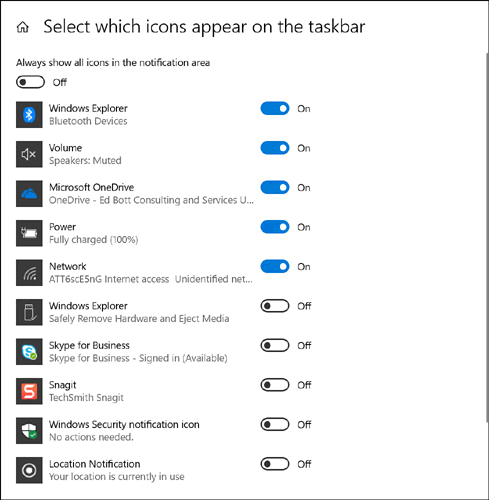 Select which icons appear on the taskbar
Always show all icons in the notification area
Off
Windows Explorer
Bluetooth Devices
On
Volume
Speakers: Muted
On
Microsoft OneDrive
OneDrive - Ed Bott Consulting and Services U...
On
Power
Fully charged (100%)
On
Network
ATT6scE5nG Internet access Unidentified net...
On
Windows Explorer
Safely Remove Hardware and Eject Media
Off
Skype for Business
Skype for Business - Signed in (Available)
Off
Snagit
TechSmith Snagit
Off
Windows Security notification icon
No actions needed.
Off
Location Notification
Your location is currently in use
Off